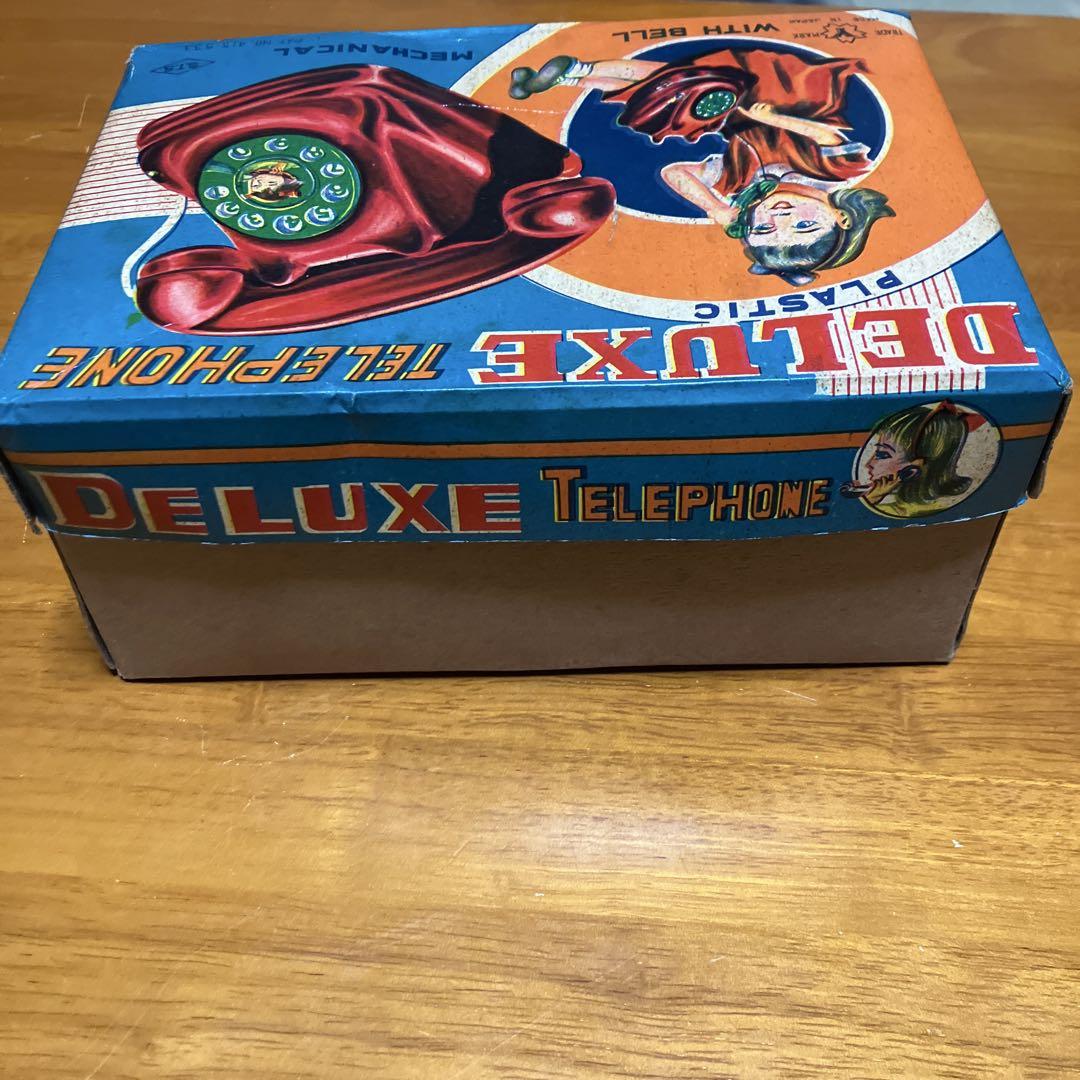 DELUXE
PLASTIC
TELEPHONE
WITH BELL
MECHANICAL
TRADE MARK
MADE IN JAPAN
DELUXE TELEPHONE